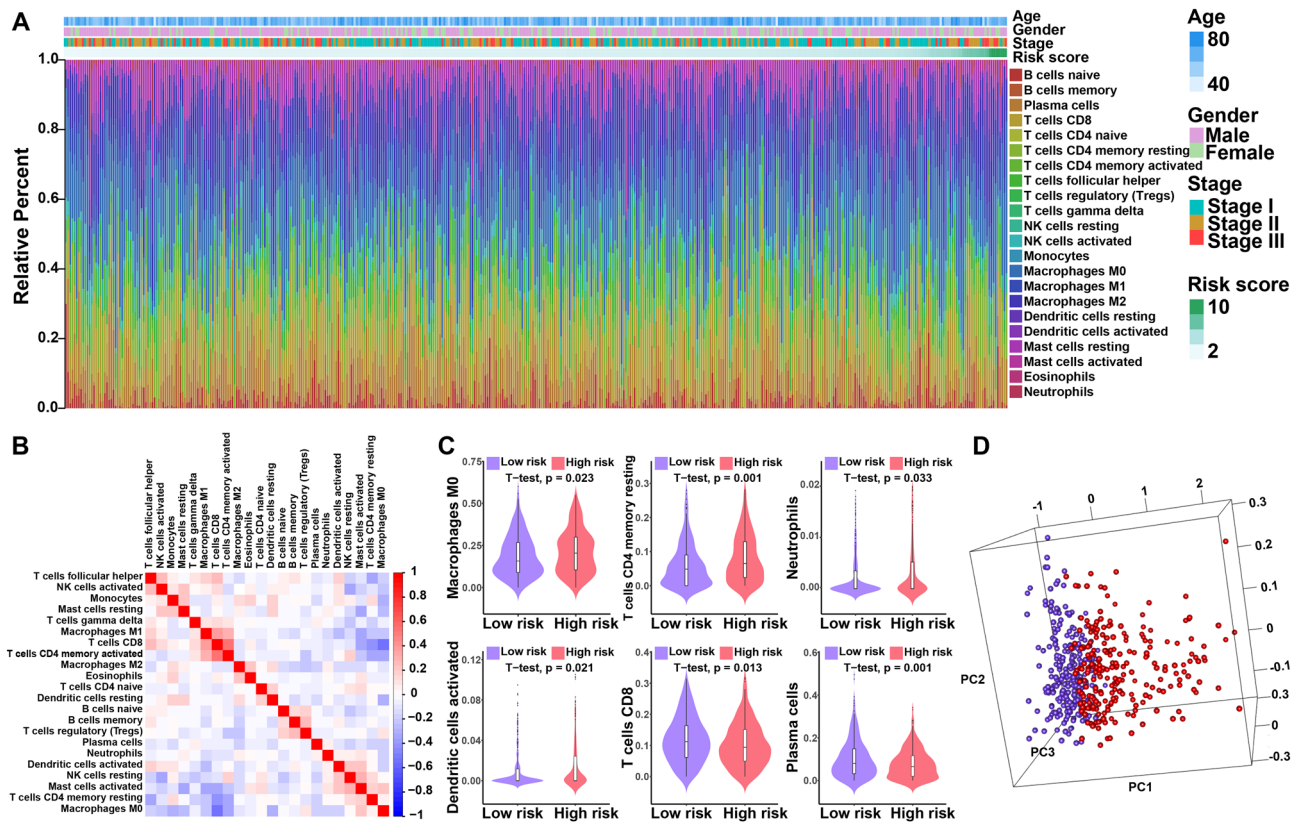 A
Age
Gender
Stage
Risk score
Relative Percent
1.0
0.8
0.6
0.4
0.2
0.0
B cells naive
B cells memory
Plasma cells
T cells CD8
T cells CD4 naive
T cells CD4 memory resting
T cells CD4 memory activated
T cells follicular helper
T cells regulatory (Tregs)
T cells gamma delta
NK cells resting
NK cells activated
Monocytes
Macrophages M0
Macrophages M1
Macrophages M2
Dendritic cells resting
Dendritic cells activated
Mast cells resting
Mast cells activated
Eosinophils
Neutrophils
Age
80
40
Gender
Male
Female
Stage
Stage I
Stage II
Stage III
Risk score
10
2
B
T cells follicular helper
NK cells activated
Monocytes
Mast cells resting
T cells gamma delta
Macrophages M1
T cells CD8
T cells CD4 memory activated
Macrophages M2
Eosinophils
T cells CD4 naive
Dendritic cells resting
B cells naive
B cells memory
T cells regulatory (Tregs)
Plasma cells
Neutrophils
Dendritic cells activated
NK cells resting
Mast cells activated
T cells CD4 memory resting
Macrophages M0
T cells follicular helper
NK cells activated
Monocytes
Mast cells resting
T cells gamma delta
Macrophages M1
T cells CD8
T cells CD4 memory activated
Macrophages M2
Eosinophils
T cells CD4 naive
Dendritic cells resting
B cells naive
B cells memory
T cells regulatory (Tregs)
Plasma cells
Neutrophils
Dendritic cells activated
NK cells resting
Mast cells activated
T cells CD4 memory resting
Macrophages M0
1
0.8
0.6
0.4
0.2
0
-0.2
-0.4
-0.6
-0.8
-1
C
Low risk High risk
T-test, p = 0.023
Macrophages M0
0.75
0.50
0.25
0.00
Low risk High risk
Low risk High risk
T-test, p = 0.001
T cells CD4 memory resting
0.3
0.2
0.1
0.0
Low risk High risk
Low risk High risk
T-test, p = 0.033
Neutrophils
0.02
0.01
0.00
Low risk High risk
Low risk High risk
T-test, p = 0.021
Dendritic cells activated
0.12
0.08
0.04
0.00
Low risk High risk
Low risk High risk
T-test, p = 0.013
T cells CD8
0.4
0.3
0.2
0.1
0.0
Low risk High risk
Low risk High risk
T-test, p = 0.001
Plasma cells
0.6
0.4
0.2
0.0
Low risk High risk
D
-1
0
1
2
0.3
0.2
0.1
0
-0.1
0.3
0
-0.3
PC2
PC3
PC1